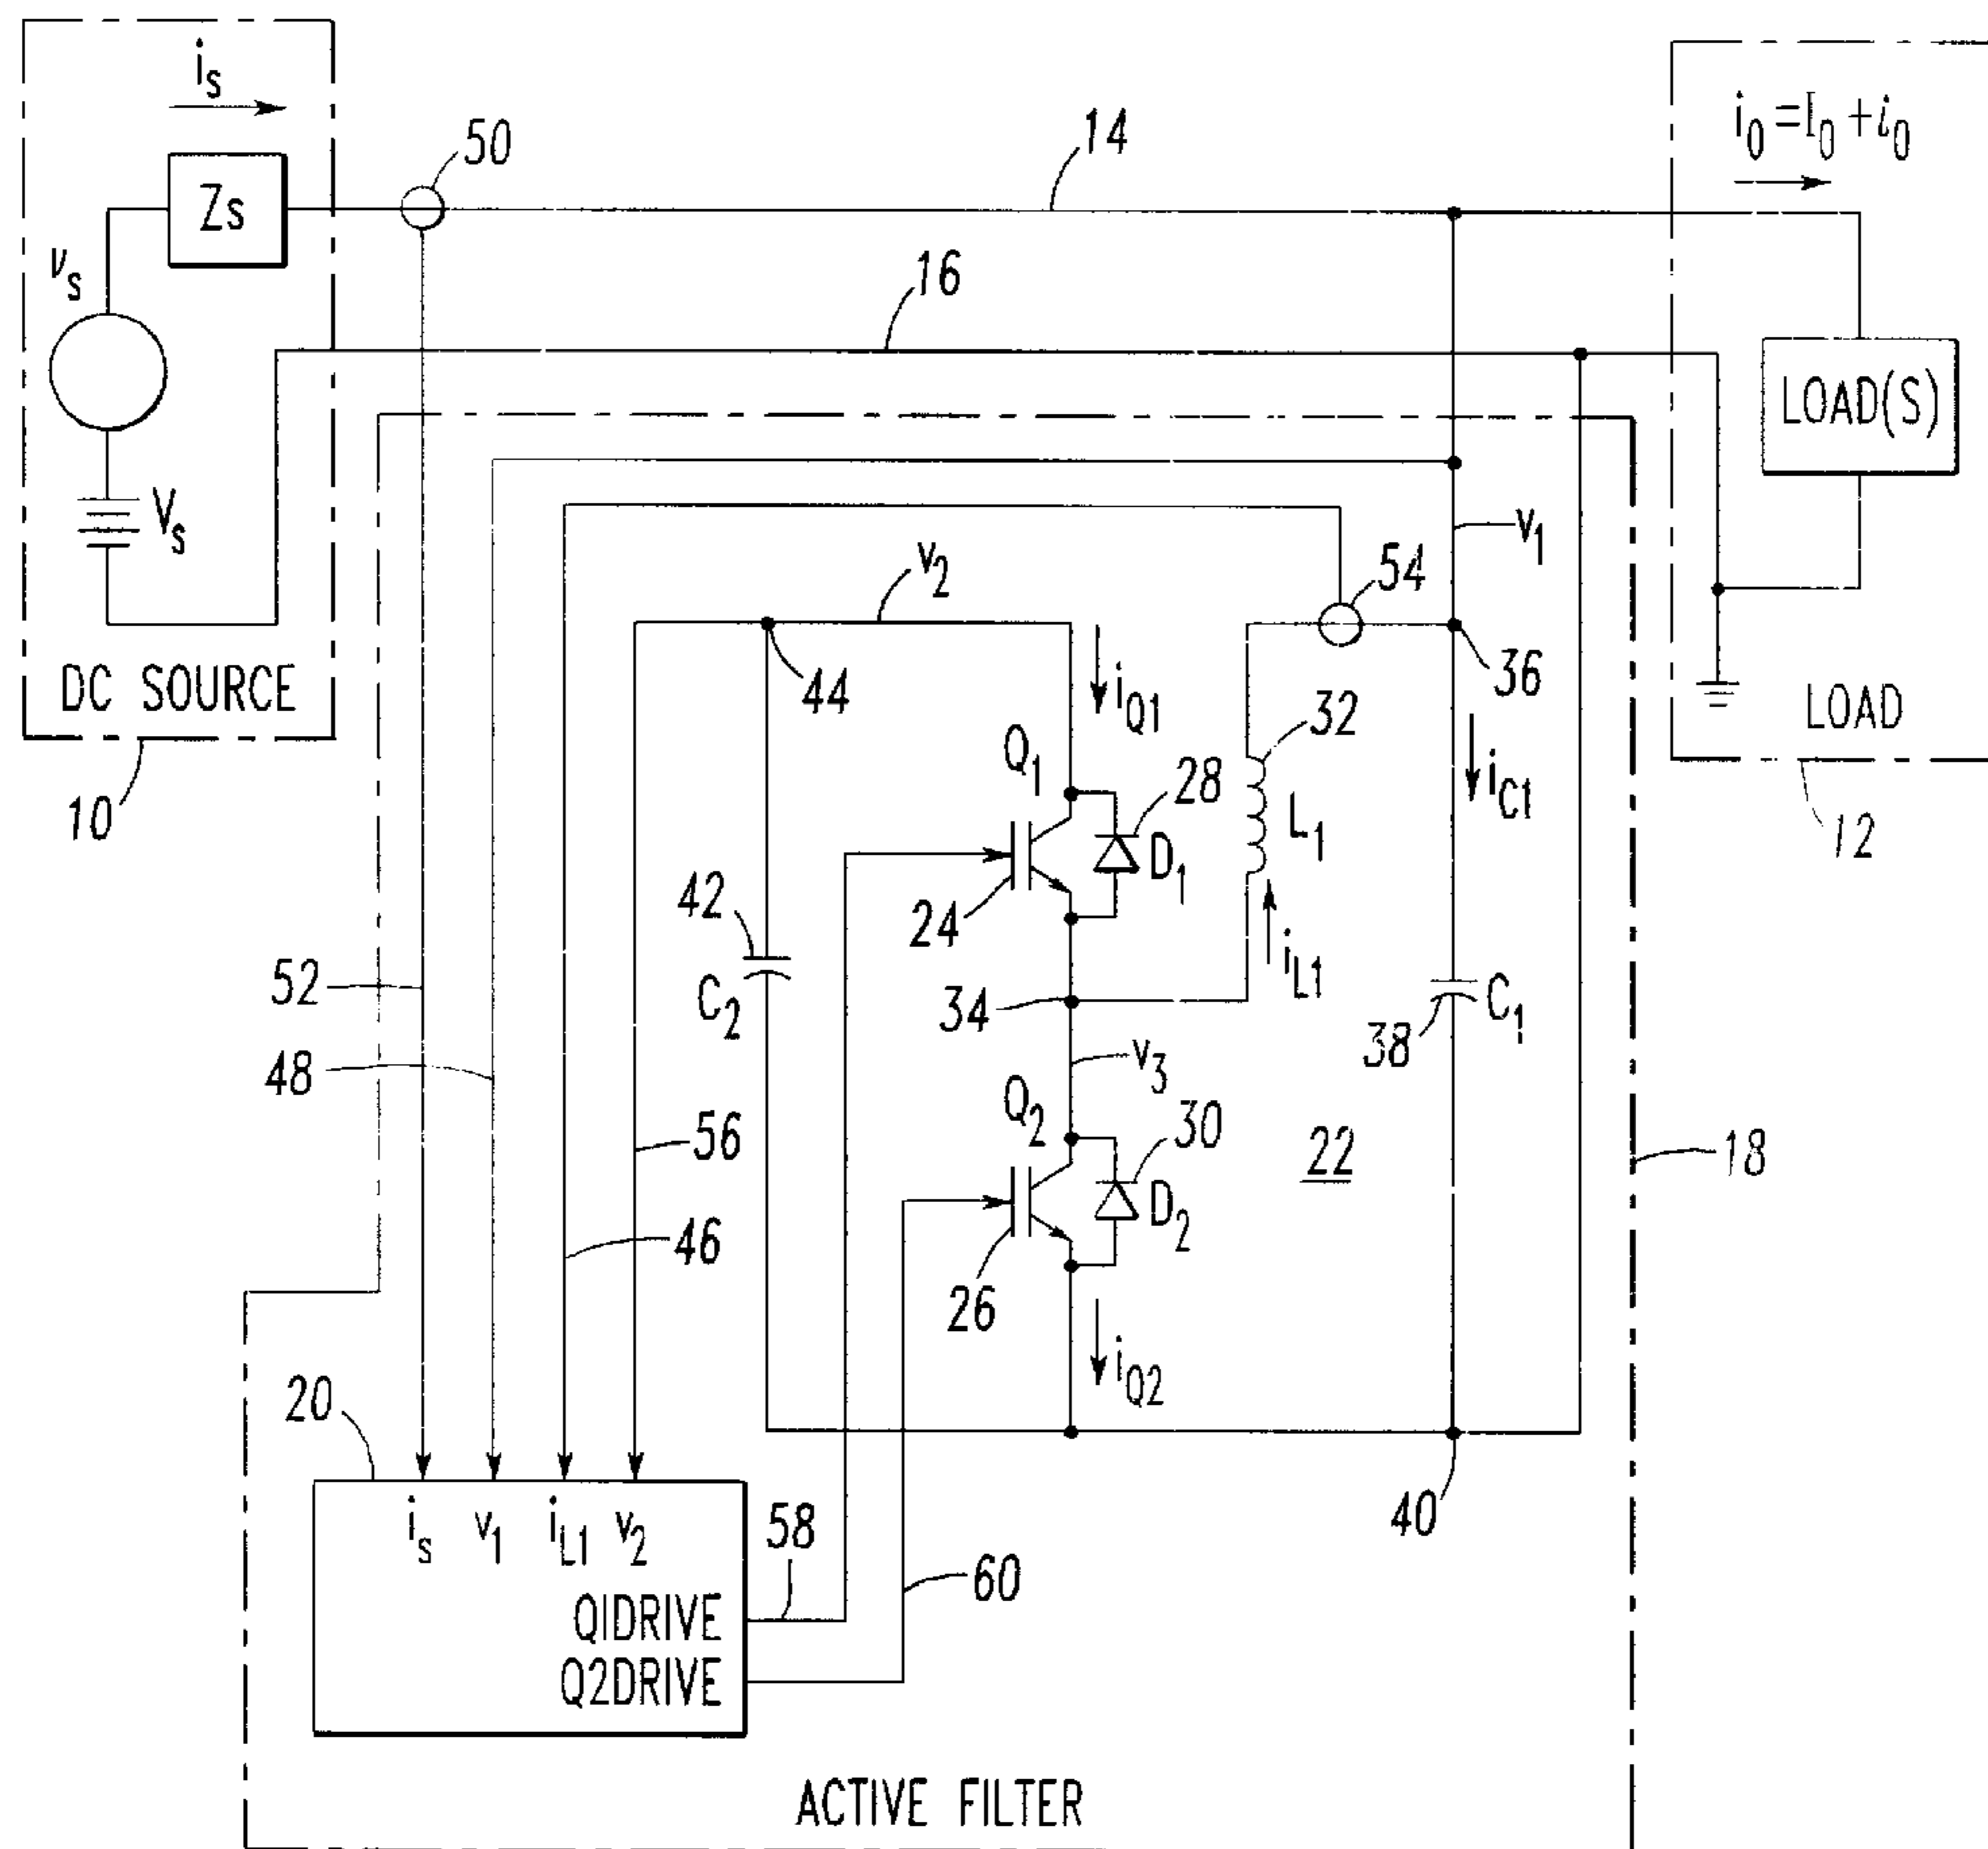 i_s
50
14
i_0 = I_0 + i_0
Zs
v_s
16
LOAD(S)
V_s
v_1
v_2
54
DC SOURCE
44
i_Q1
36
32
LOAD
10
Q_1
28
i_C1
12
L_1
D_1
42
24
i_L1
52
C_2
34
C_1
38
v_3
48
Q_2
56
30
22
18
D_2
46
26
i_Q2
20
40
i_s v_1 i_L1 v_2
58
60
Q1DRIVE
Q2DRIVE
ACTIVE FILTER